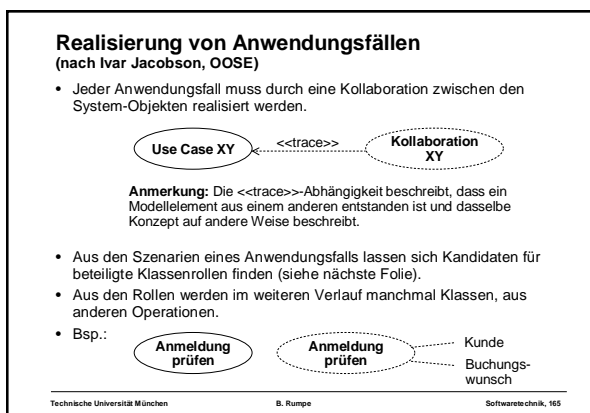 Realisierung von Anwendungsfällen
(nach Ivar Jacobson, OOSE)
• Jeder Anwendungsfall muss durch eine Kollaboration zwischen den
System-Objekten realisiert werden.
Use Case XY
<<trace>>
Kollaboration
XY
Anmerkung: Die <<trace>>-Abhängigkeit beschreibt, dass ein
Modellelement aus einem anderen entstanden ist und dasselbe
Konzept auf andere Weise beschreibt.
• Aus den Szenarien eines Anwendungsfalls lassen sich Kandidaten für
beteiligte Klassenrollen finden (siehe nächste Folie).
• Aus den Rollen werden im weiteren Verlauf manchmal Klassen, aus
anderen Operationen.
• Bsp.:
Anmeldung
prüfen
Anmeldung
prüfen
Kunde
Buchungs-
wunsch
Technische Universität München B. Rumpe Softwaretechnik, 165